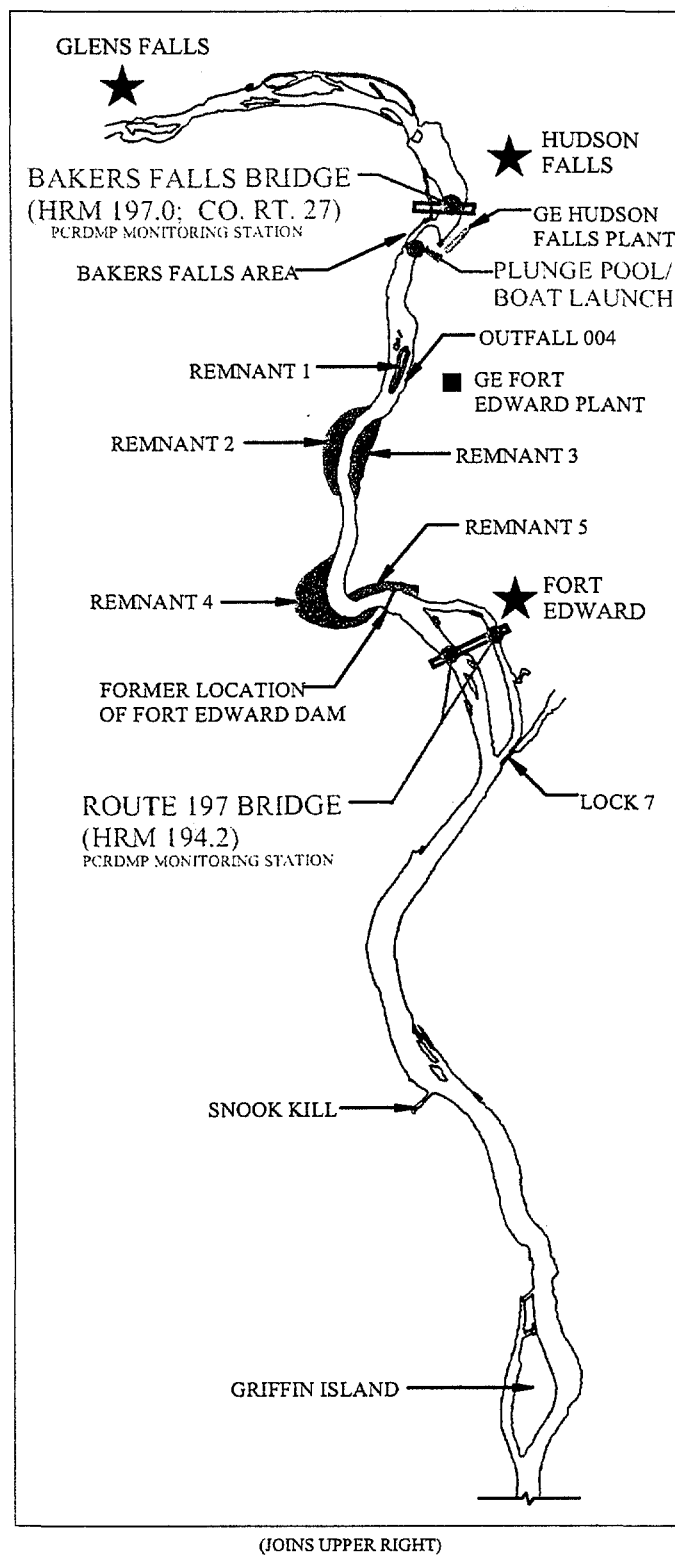 GLENS FALLS
HUDSON
FALLS
BAKERS FALLS BRIDGE
(HRM 197.0; CO. RT. 27)
PCRDMP MONITORING STATION
GE HUDSON
FALLS PLANT
BAKERS FALLS AREA
PLUNGE POOL/
BOAT LAUNCH
OUTFALL 004
REMNANT 1
GE FORT
EDWARD PLANT
REMNANT 2
REMNANT 3
REMNANT 5
REMNANT 4
FORT
EDWARD
FORMER LOCATION
OF FORT EDWARD DAM
ROUTE 197 BRIDGE
(HRM 194.2)
PCRDMP MONITORING STATION
LOCK 7
SNOOK KILL
GRIFFIN ISLAND
(JOINS UPPER RIGHT)